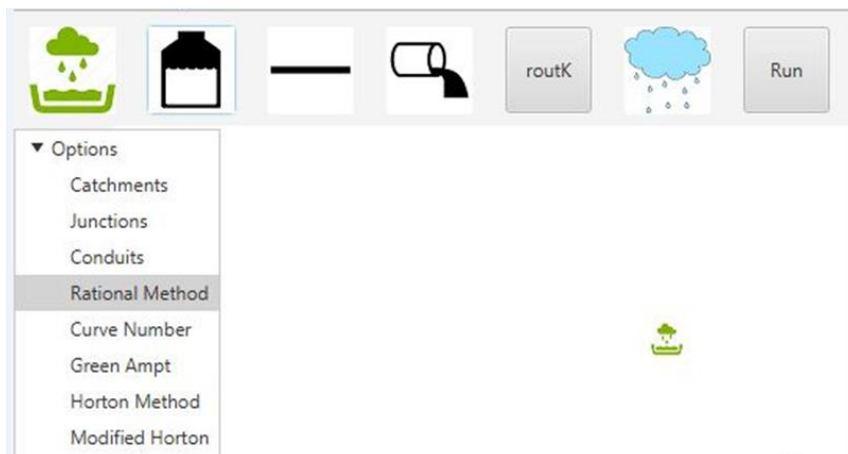 routK
Run
Options
Catchments
Junctions
Conduits
Rational Method
Curve Number
Green Ampt
Horton Method
Modified Horton